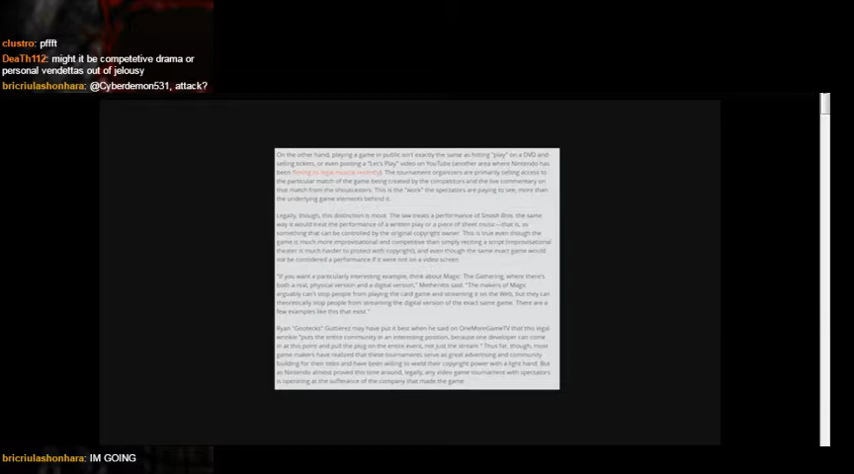 clustro: pffft
DeaTh112: might it be competetive drama or
personal vendettas out of jelousy
bricriulashonhara: @Cyberdemon531, attack?
On the other hand, playing a game in public isn't exactly the same as hitting "play" on a DVD and
selling tickets, or even posting a "Let's Play" video on YouTube (another area where Nintendo has
been flexing its legal muscle recently). The tournament organizers are primarily selling access to
the particular match of the game being created by the competitors and the live commentary on
that match from the shoutcasters. This is the "work" the spectators are paying to see, more than
the underlying game elements behind it.
Legally, though, this distinction is moot. The law treats a performance of Smash Bros. the same
way it would treat the performance of a written play or a piece of sheet music—that is, as
something that can be controlled by the original copyright owner. This is true even though the
game is much more improvisational and competitive than simply reciting a script (improvisational
theater is much harder to protect with copyright), and even though the same exact game would
not be considered a performance if it were not on a video screen.
"If you want a particularly interesting example, think about Magic: The Gathering, where there's
both a real, physical version and a digital version," Methenitis said. "The makers of Magic
arguably can't stop people from playing the card game and streaming it on the Web, but they can
theoretically stop people from streaming the digital version of the exact same game. There are a
few examples like this that exist."
Ryan "Gootecks" Gutierrez may have put it best when he said on OneMoreGameTV that this legal
wrinkle "puts the entire community in an interesting position, because one developer can come
in at this point and pull the plug on the entire event, not just the stream." Thus far, though, most
game makers have realized that these tournaments serve as great advertising and community
building for their titles and have been willing to wield their copyright power with a light hand. But
as Nintendo almost proved this time around, legally, any video game tournament with spectators
is operating at the sufferance of the company that made the game.
bricriulashonhara: IM GOING